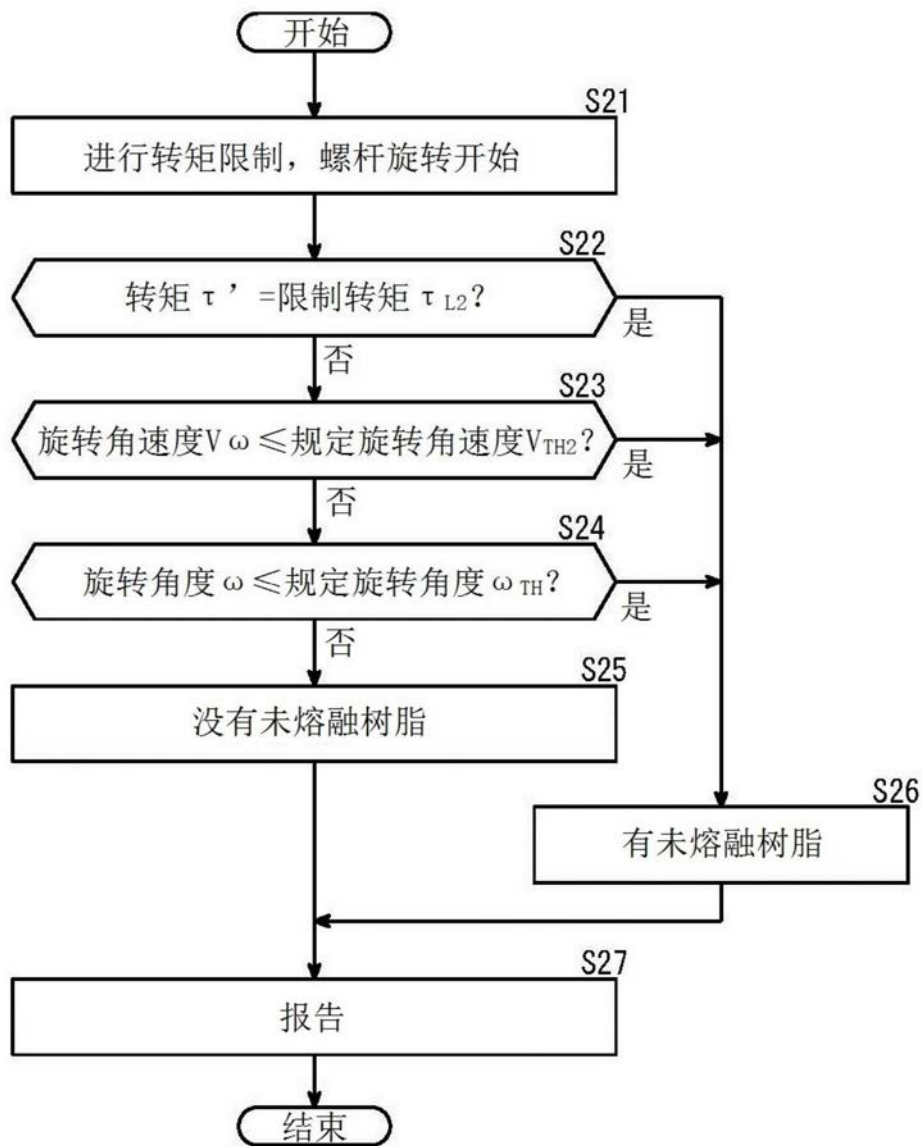 开始
S21
进行转矩限制，螺杆旋转开始
S22
转矩τ’=限制转矩τL2?
是
否
S23
旋转角速度Vω≤规定旋转角速度VTH2?
是
否
S24
旋转角度ω≤规定旋转角度ωTH?
是
否
S25
没有未熔融树脂
S26
有未熔融树脂
S27
报告
结束